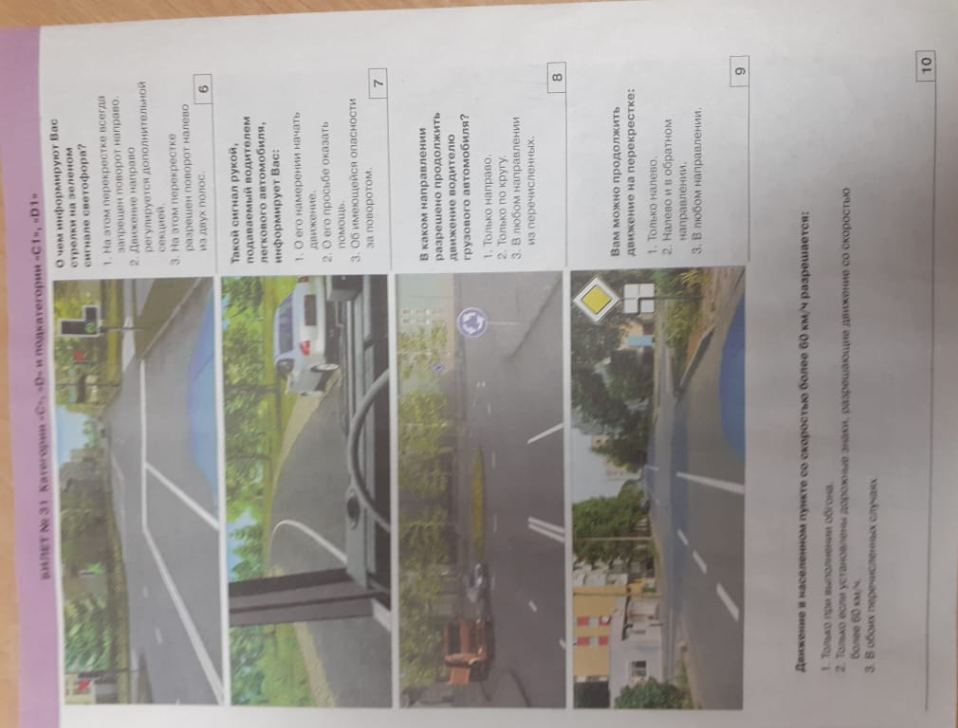 БИЛЕТ № 31 Категории «C», «D» и подкатегории «C1», «D1»
О чем информируют Вас
стрелки на зеленом
сигнале светофора?
1. На этом перекрестке всегда
запрещен поворот направо.
2. Движение направо
регулируется дополнительной
секцией.
3. На этом перекрестке
разрешен поворот налево
из двух полос.
6
Такой сигнал рукой,
подаваемый водителем
легкового автомобиля,
информирует Вас:
1. О его намерении начать
движение.
2. О его просьбе оказать
помощь.
3. Об имеющейся опасности
за поворотом.
7
В каком направлении
разрешено продолжить
движение водителю
грузового автомобиля?
1. Только направо.
2. Только по кругу.
3. В любом направлении
из перечисленных.
8
Вам можно продолжить
движение на перекрестке:
1. Только налево.
2. Налево и в обратном
направлении.
3. В любом направлении.
9
Движение в населенном пункте со скоростью более 60 км/ч разрешается:
1. Только при выполнении обгона.
2. Только если установлены дорожные знаки, разрешающие движение со скоростью
более 60 км/ч.
3. В обоих перечисленных случаях.
10